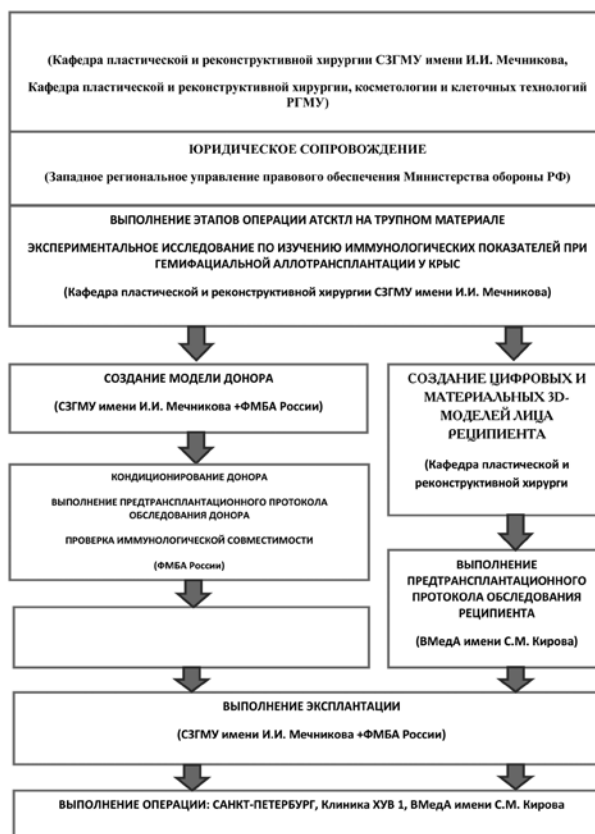 (Кафедра пластической и реконструктивной хирургии СЗГМУ имени И.И. Мечникова,
Кафедра пластической и реконструктивной хирургии, косметологии и клеточных технологий
РГМУ)
ЮРИДИЧЕСКОЕ СОПРОВОЖДЕНИЕ
(Западное региональное управление правового обеспечения Министерства обороны РФ)
ВЫПОЛНЕНИЕ ЭТАПОВ ОПЕРАЦИИ АТСКТЛ НА ТРУПНОМ МАТЕРИАЛЕ
ЭКСПЕРИМЕНТАЛЬНОЕ ИССЛЕДОВАНИЕ ПО ИЗУЧЕНИЮ ИММУНОЛОГИЧЕСКИХ ПОКАЗАТЕЛЕЙ ПРИ
ГЕМИФАЦИАЛЬНОЙ АЛЛОТРАНСПЛАНТАЦИИ У КРЫС
(Кафедра пластической и реконструктивной хирургии СЗГМУ имени И.И. Мечникова)
СОЗДАНИЕ МОДЕЛИ ДОНОРА
(СЗГМУ имени И.И. Мечникова +ФМБА России)
КОНДИЦИОНИРОВАНИЕ ДОНОРА
ВЫПОЛНЕНИЕ ПРЕДТРАНСПЛАНТАЦИОННОГО ПРОТОКОЛА
ОБСЛЕДОВАНИЯ ДОНОРА
ПРОВЕРКА ИММУНОЛОГИЧЕСКОЙ СОВМЕСТИМОСТИ
(ФМБА России)
СОЗДАНИЕ ЦИФРОВЫХ И
МАТЕРИАЛЬНЫХ 3D-
МОДЕЛЕЙ ЛИЦА
РЕЦИПИЕНТА
(Кафедра пластической и
реконструктивной хирурги
ВЫПОЛНЕНИЕ
ПРЕДТРАНСПЛАНТАЦИОННОГО
ПРОТОКОЛА ОБСЛЕДОВАНИЯ
РЕЦИПИЕНТА
(ВМедА имени С.М. Кирова)
ВЫПОЛНЕНИЕ ЭКСПЛАНТАЦИИ
(СЗГМУ имени И.И. Мечникова +ФМБА России)
ВЫПОЛНЕНИЕ ОПЕРАЦИИ: САНКТ-ПЕТЕРБУРГ, Клиника ХУВ 1, ВМедА имени С.М. Кирова